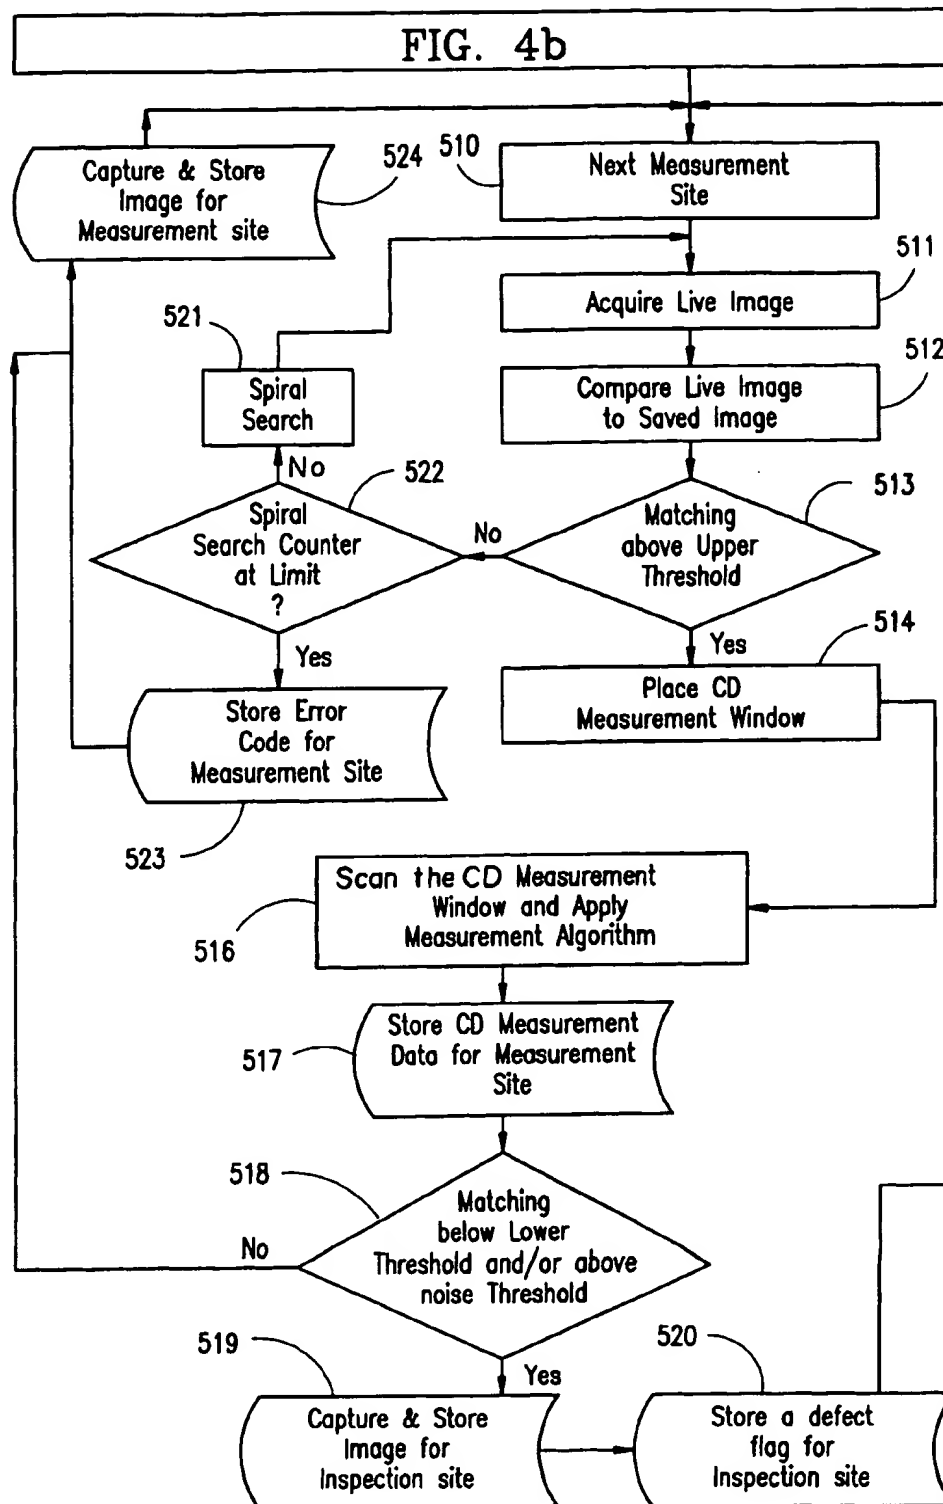 FIG. 4b
510
Next Measurement
Site
Capture & Store
Image for
Measurement site
524
511
Acquire Live Image
512
Compare Live Image
to Saved Image
521
Spiral
Search
No
522
Spiral
Search Counter
at Limit
?
No
513
Matching
above Upper
Threshold
Yes
514
Place CD
Measurement Window
Yes
Store Error
Code for
Measurement Site
523
Scan the CD Measurement
Window and Apply
Measurement Algorithm
516
Store CD Measurement
Data for Measurement
Site
517
518
Matching
below Lower
Threshold and/or above
noise Threshold
No
Yes
519
Capture & Store
Image for
Inspection site
520
Store a defect
flag for
Inspection site